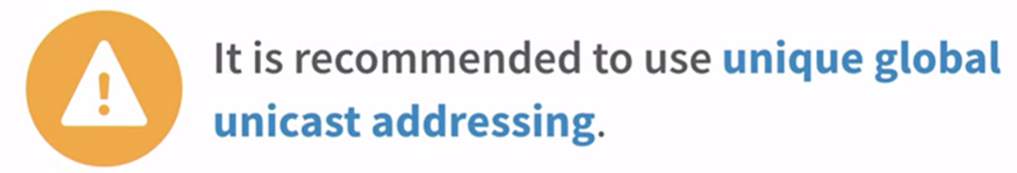 It is recommended to use unique global
unicast addressing.